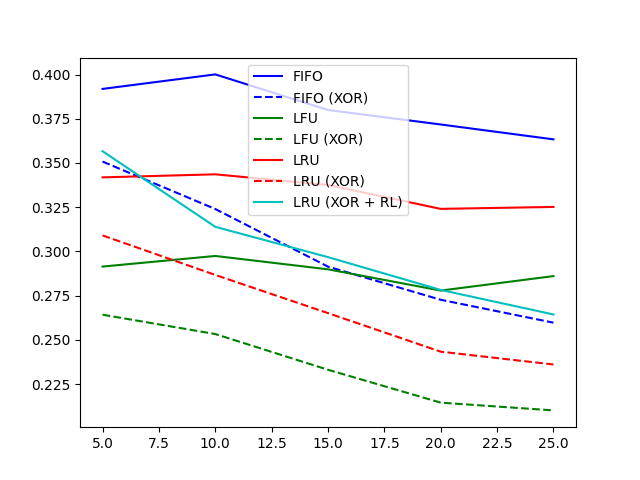 0.400
0.375
0.350
0.325
0.300
0.275
0.250
0.225
FIFO
FIFO (XOR)
LFU
LFU (XOR)
LRU
LRU (XOR)
LRU (XOR + RL)
5.0 7.5 10.0 12.5 15.0 17.5 20.0 22.5 25.0